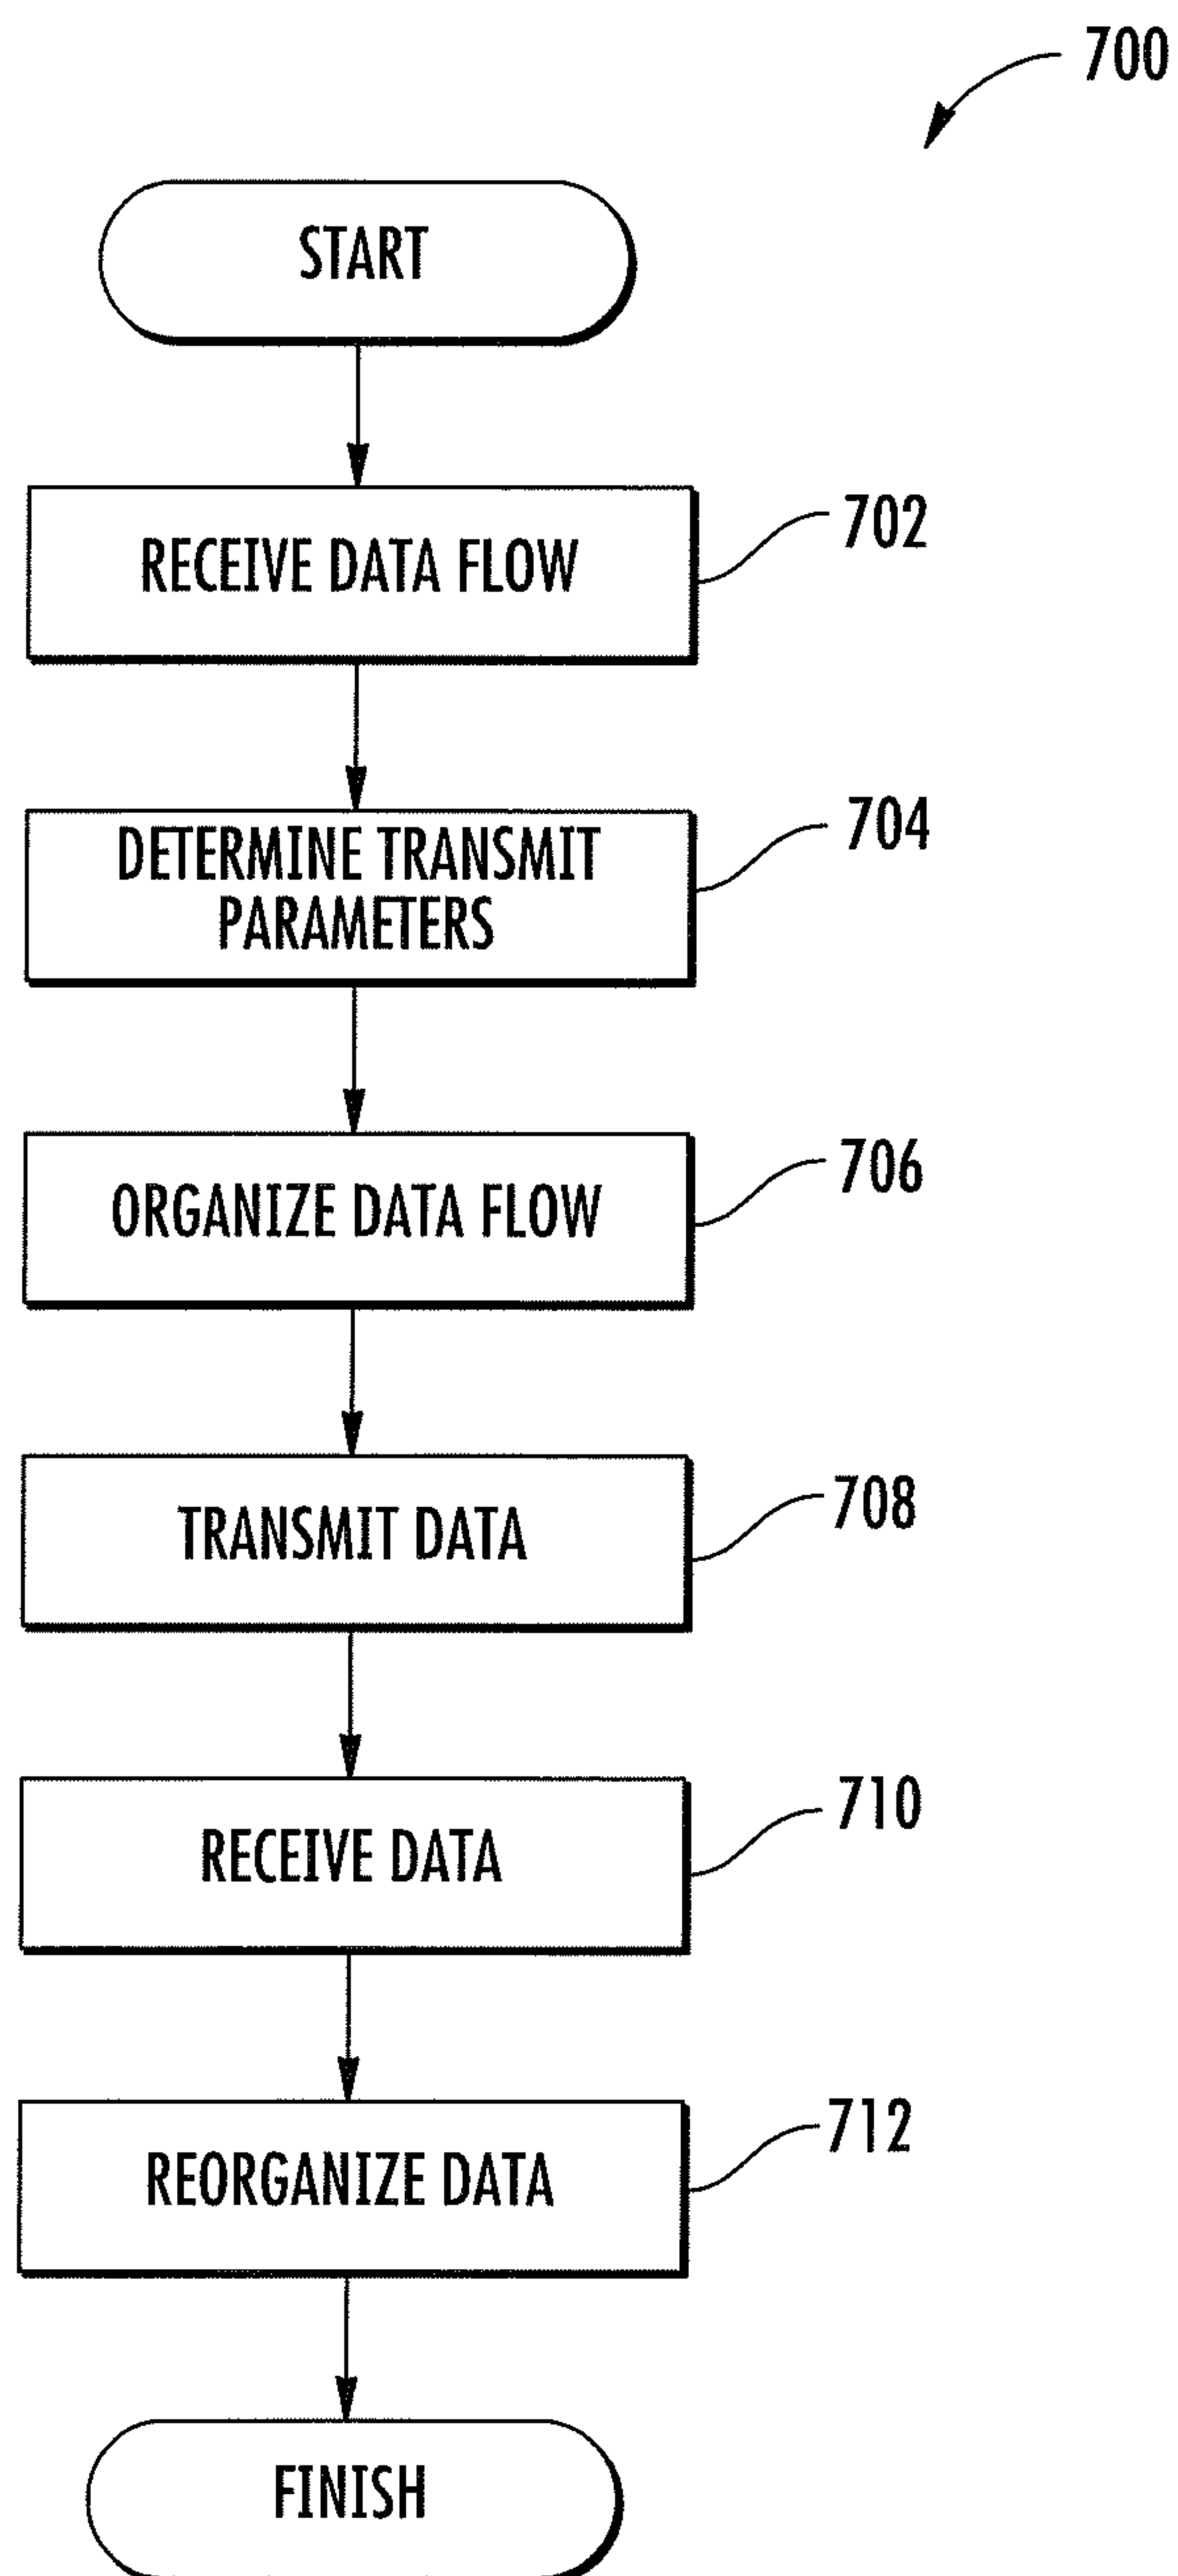 700
START
RECEIVE DATA FLOW
702
DETERMINE TRANSMIT
PARAMETERS
704
ORGANIZE DATA FLOW
706
TRANSMIT DATA
708
RECEIVE DATA
710
REORGANIZE DATA
712
FINISH